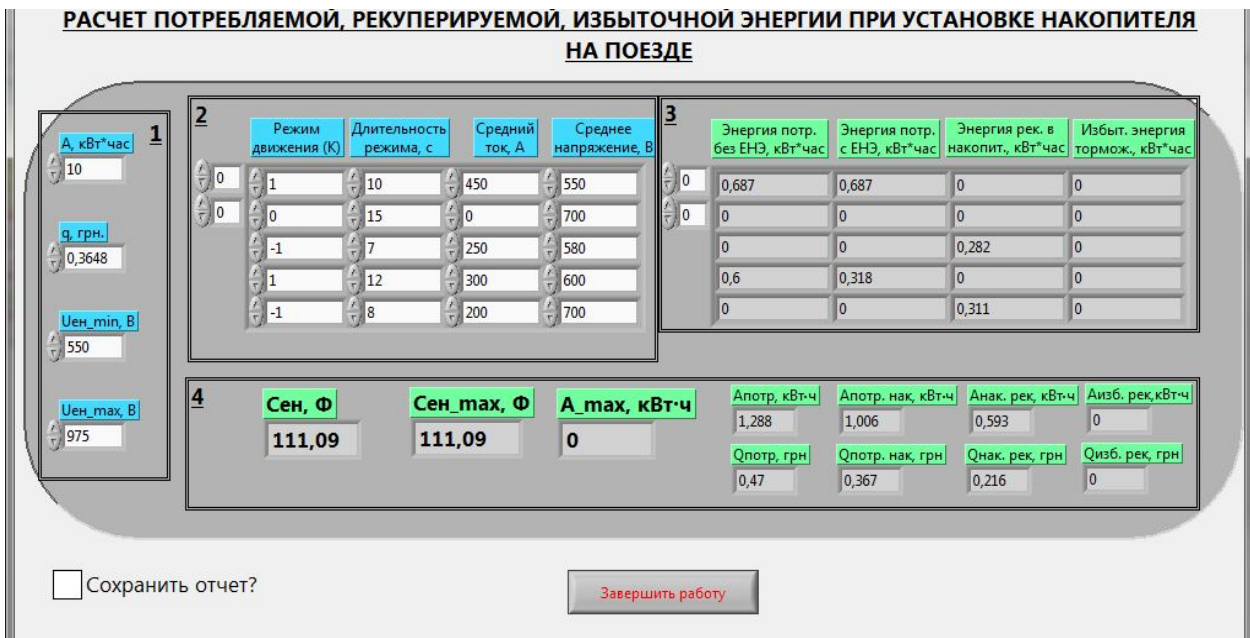 РАСЧЕТ ПОТРЕБЛЯЕМОЙ, РЕКУПЕРИРУЕМОЙ, ИЗБЫТОЧНОЙ ЭНЕРГИИ ПРИ УСТАНОВКЕ НАКОПИТЕЛЯ
НА ПОЕЗДЕ
1
A, кВт*час
10
q, грн.
0,3648
Uен_min, В
550
Uен_max, В
975
2
Режим движения (К) Длительность режима, с Средний ток, А Среднее напряжение, В
0
0
1 10 450 550
0 15 0 700
-1 7 250 580
1 12 300 600
-1 8 200 700
3
Энергия потр. без ЕНЭ, кВт*час Энергия потр. с ЕНЭ, кВт*час Энергия рек. в накопит., кВт*час Избыт. энергия тормож., кВт*час
0
0
0,687 0,687 0 0
0 0 0 0
0 0 0,282 0
0,6 0,318 0 0
0 0 0,311 0
4
Cен, Ф Cен_max, Ф A_max, кВт·ч
111,09 111,09 0
Aпотр, кВт·ч Aпотр. нак, кВт·ч Aнак. рек, кВт·ч Aизб. рек,кВт·ч
1,288 1,006 0,593 0
Qпотр, грн Qпотр. нак, грн Qнак. рек, грн Qизб. рек, грн
0,47 0,367 0,216 0
Сохранить отчет?
Завершить работу